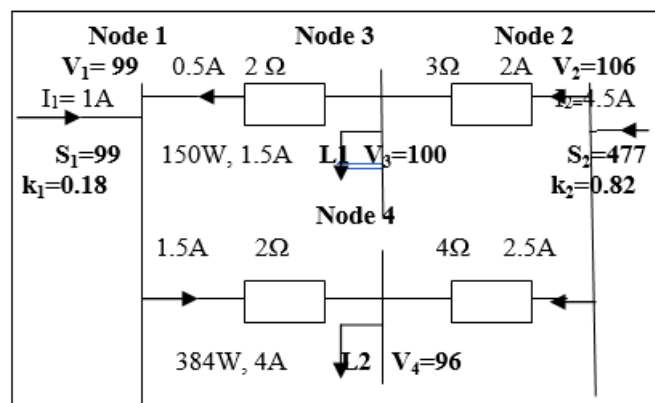 Node 1 Node 3 Node 2
V₁= 99 0.5A 2 Ω 3Ω 2A V₂=106
I₁= 1A I₂=4.5A
S₁=99 150W, 1.5A L1 V₃=100 S₂=477
k₁=0.18 k₂=0.82
Node 4
1.5A 2Ω 4Ω 2.5A
384W, 4A L2 V₄=96